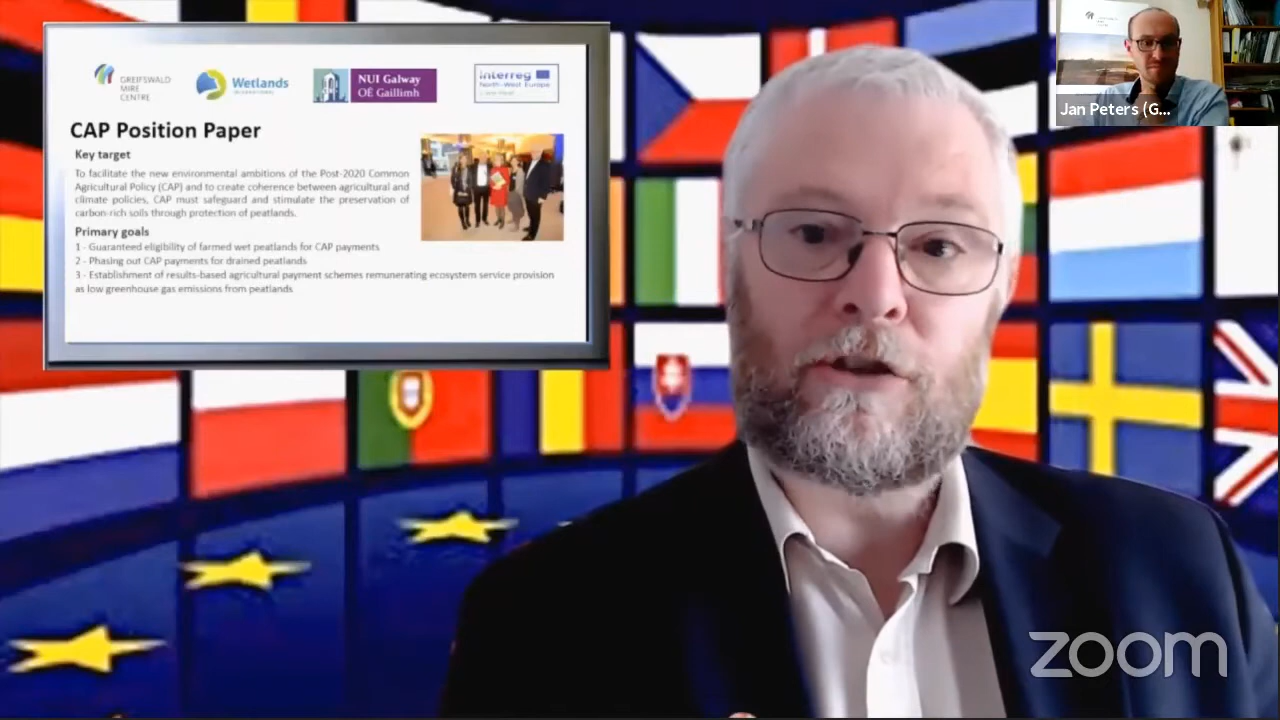 GREIFSWALD
MIRE
CENTRE
Wetlands
INTERNATIONAL
NUI Galway
OÉ Gaillimh
Interreg
North-West Europe
CAP Position Paper
Key target
To facilitate the new environmental ambitions of the Post-2020 Common
Agricultural Policy (CAP) and to create coherence between agricultural and
climate policies, CAP must safeguard and stimulate the preservation of
carbon-rich soils through protection of peatlands.
Primary goals
1 - Guaranteed eligibility of farmed wet peatlands for CAP payments
2 - Phasing out CAP payments for drained peatlands
3 - Establishment of results-based agricultural payment schemes remunerating ecosystem service provision
as low greenhouse gas emissions from peatlands
Jan Peters (G...
zoom